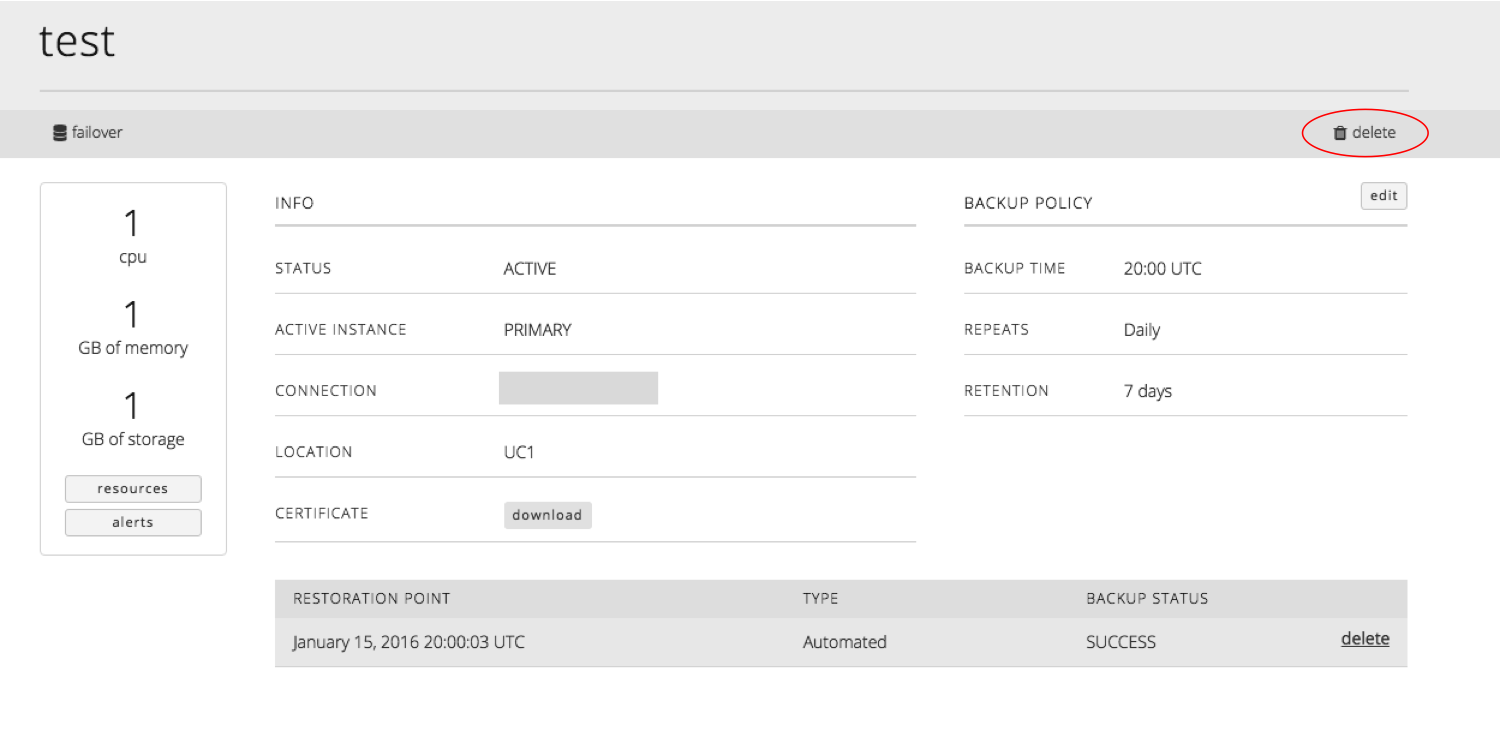 test
failover
delete
1
cpu
1
GB of memory
1
GB of storage
resources
alerts
INFO
STATUS ACTIVE
ACTIVE INSTANCE PRIMARY
CONNECTION
LOCATION UC1
CERTIFICATE download
BACKUP POLICY edit
BACKUP TIME 20:00 UTC
REPEATS Daily
RETENTION 7 days
RESTORATION POINT TYPE BACKUP STATUS
January 15, 2016 20:00:03 UTC Automated SUCCESS delete